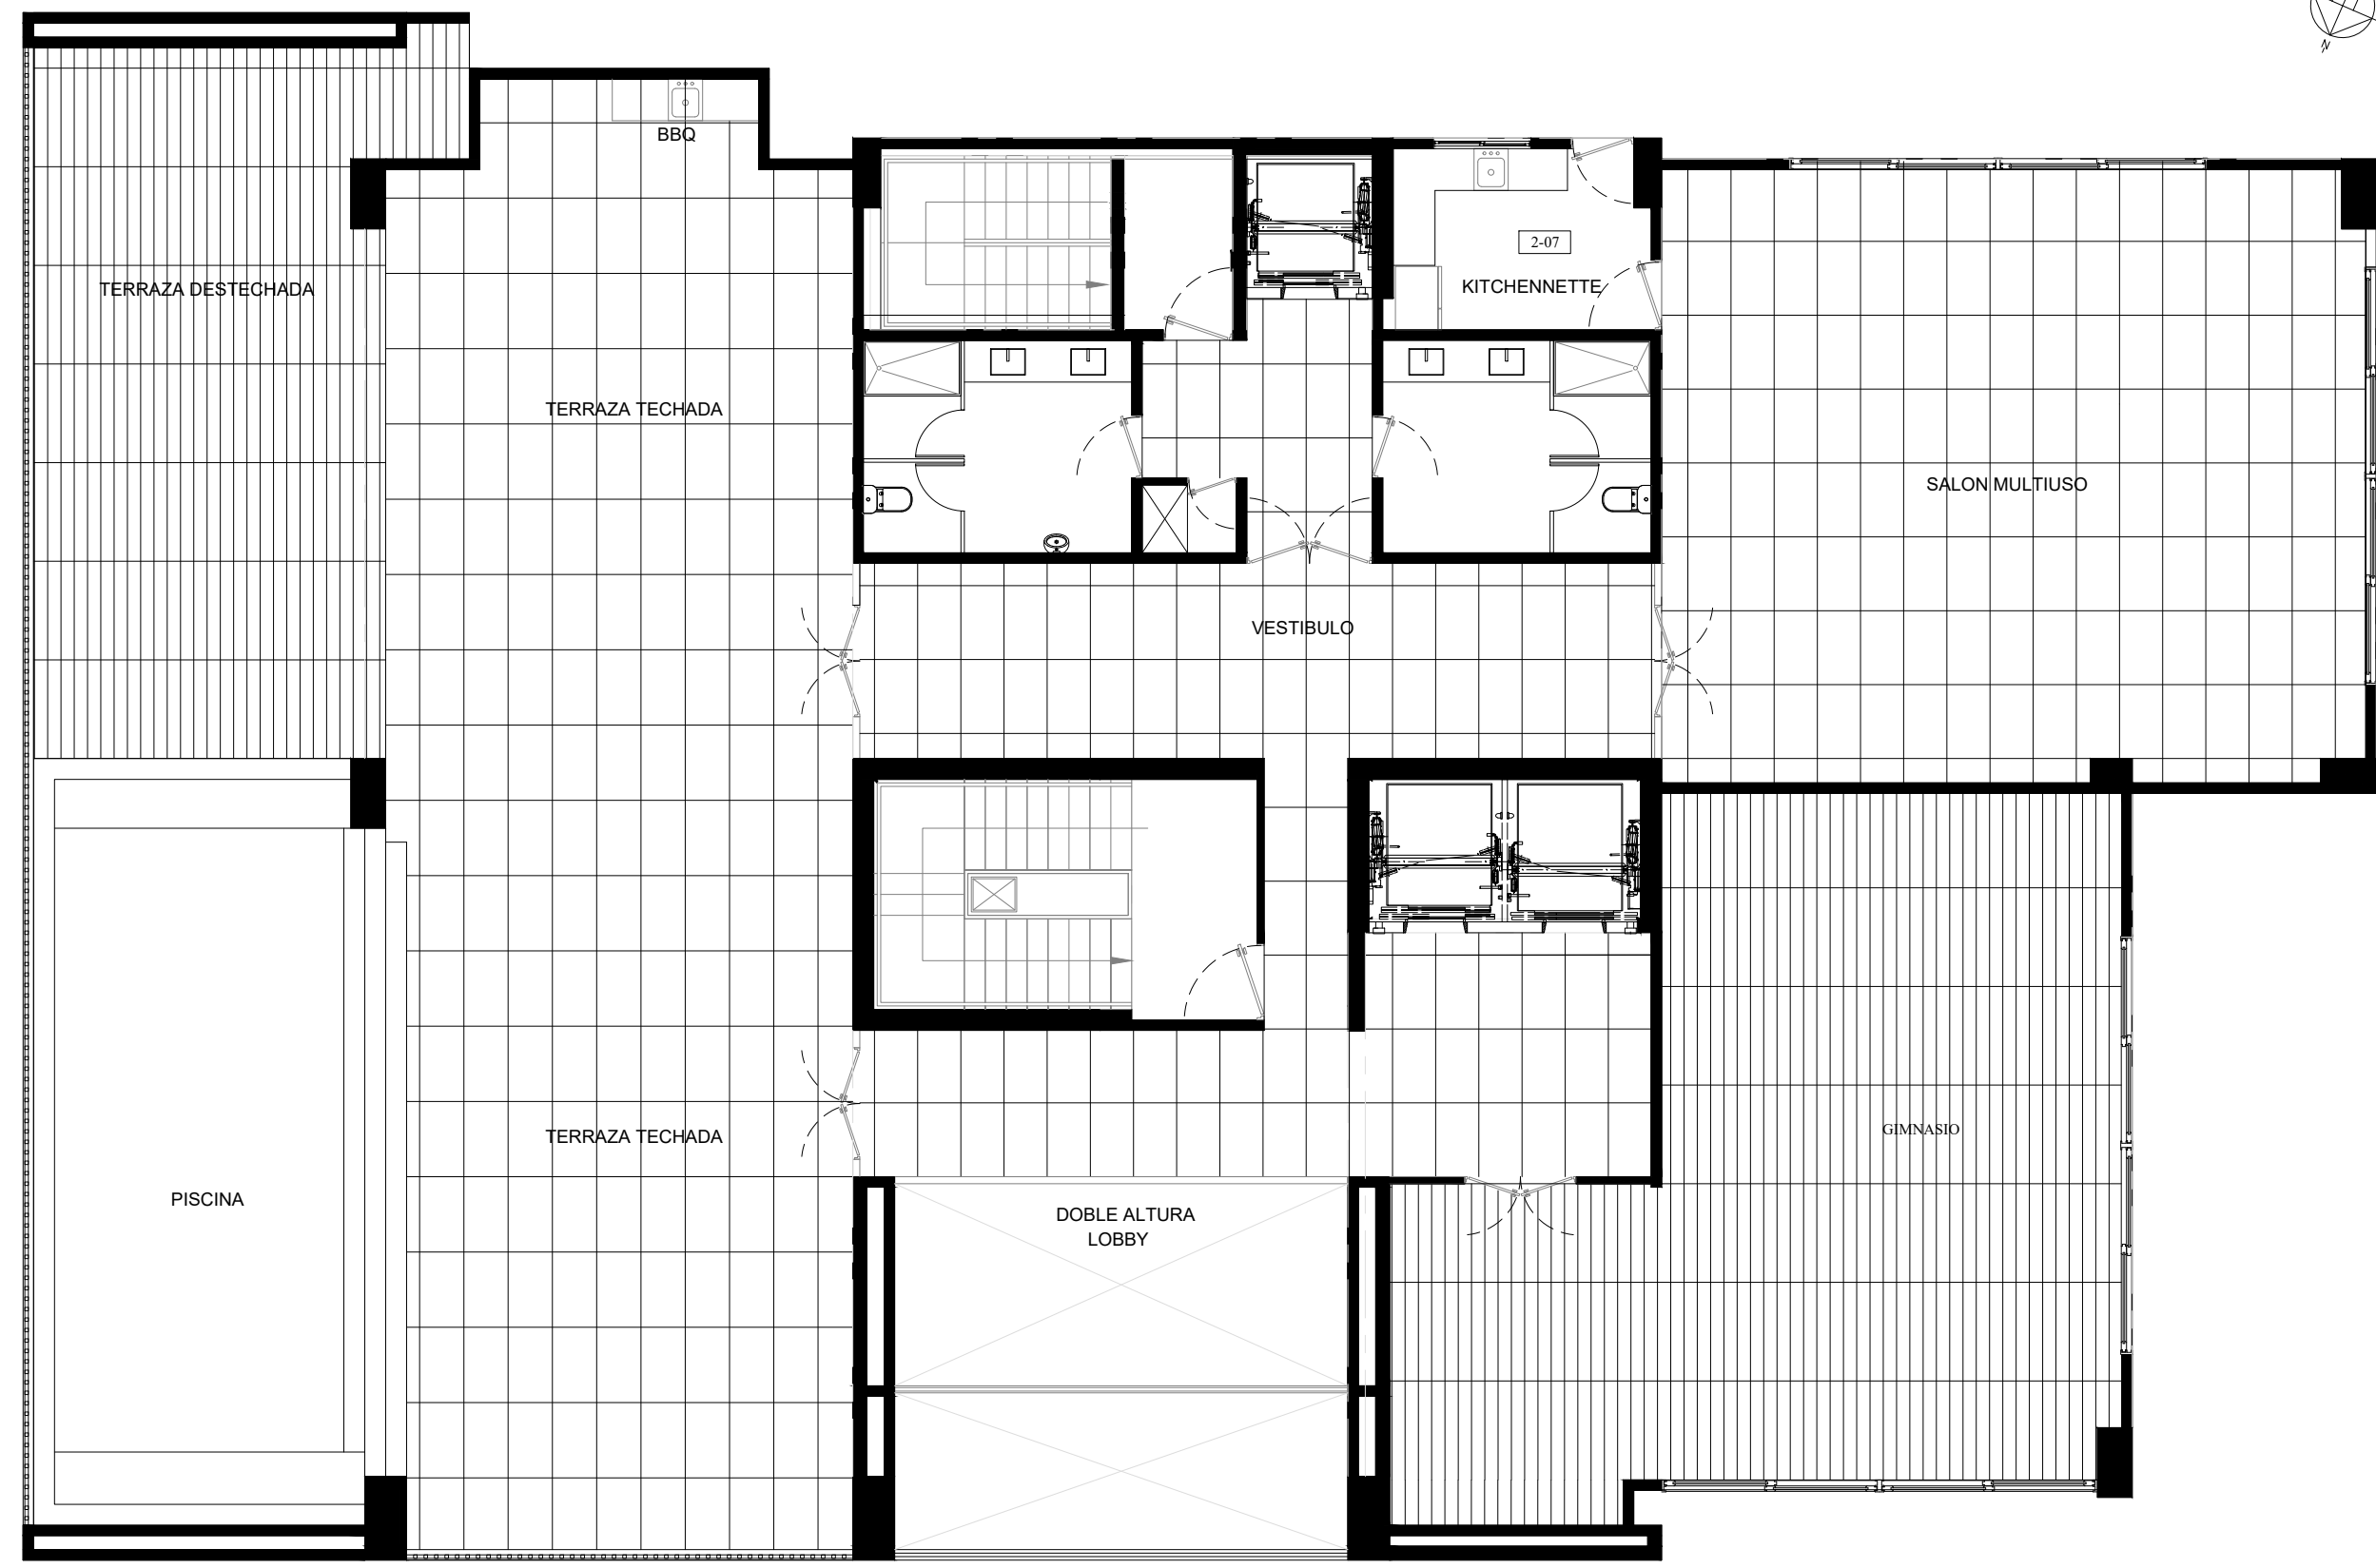 N
BBQ
2-07
KITCHENNETTE
TERRAZA DESTECHADA
TERRAZA TECHADA
SALON MULTIUSO
VESTIBULO
GIMNASIO
TERRAZA TECHADA
PISCINA
DOBLE ALTURA
LOBBY